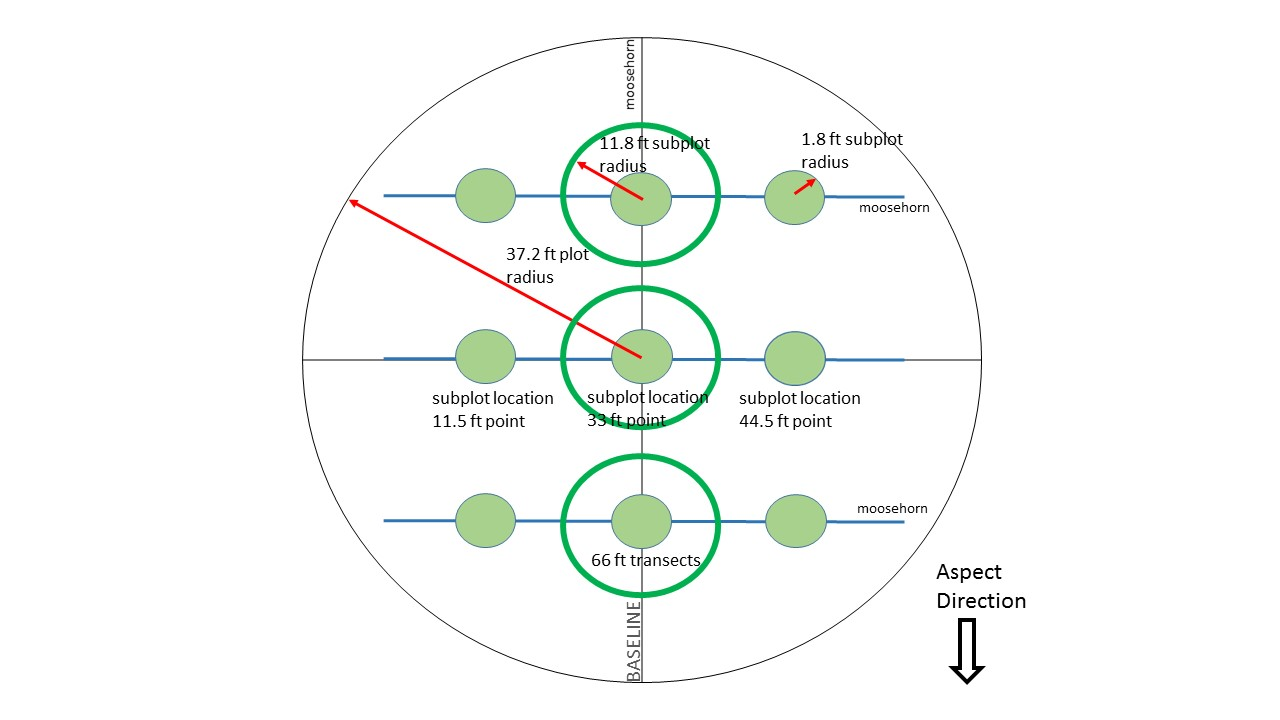 moosehorn
11.8 ft subplot
radius
1.8 ft subplot
radius
moosehorn
37.2 ft plot
radius
subplot location
11.5 ft point
subplot location
33 ft point
subplot location
44.5 ft point
moosehorn
66 ft transects
Aspect
Direction
BASELINE